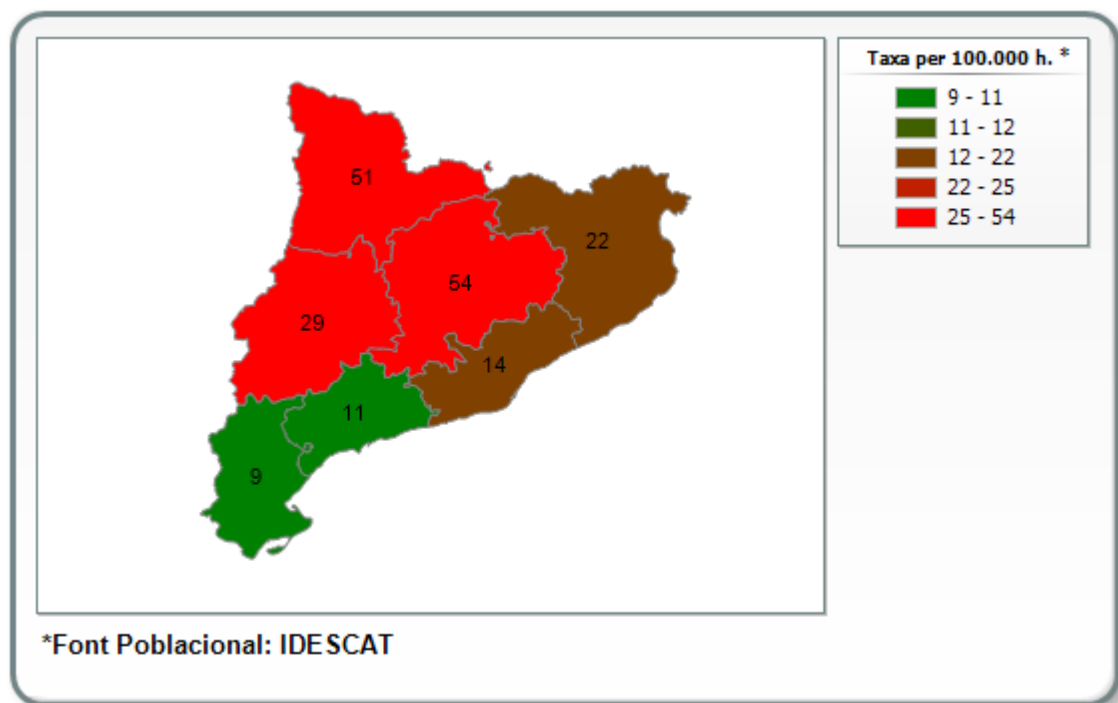 Taxa per 100.000 h. *
9 - 11
11 - 12
12 - 22
22 - 25
25 - 54
51
22
54
29
14
11
9
*Font Poblacional: IDESCAT